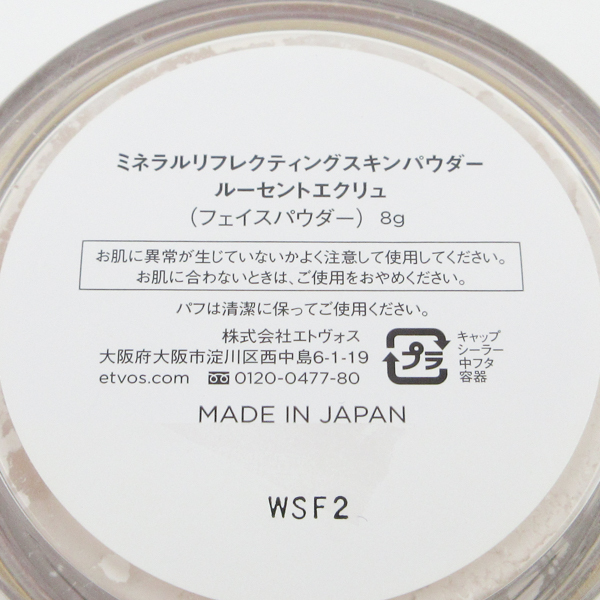 ミネラルリフレクティングスキンパウダー
ルーセントエクリュ
（フェイスパウダー） 8g
お肌に異常が生じていないかよく注意して使用してください。
お肌に合わないときは、ご使用をおやめください。
パフは清潔に保ってご使用ください。
株式会社エトヴォス
大阪府大阪市淀川区西中島6-1-19
etvos.com 0120-0477-80
プラ
キャップ
シーラー
中フタ
容器
MADE IN JAPAN
WSF2